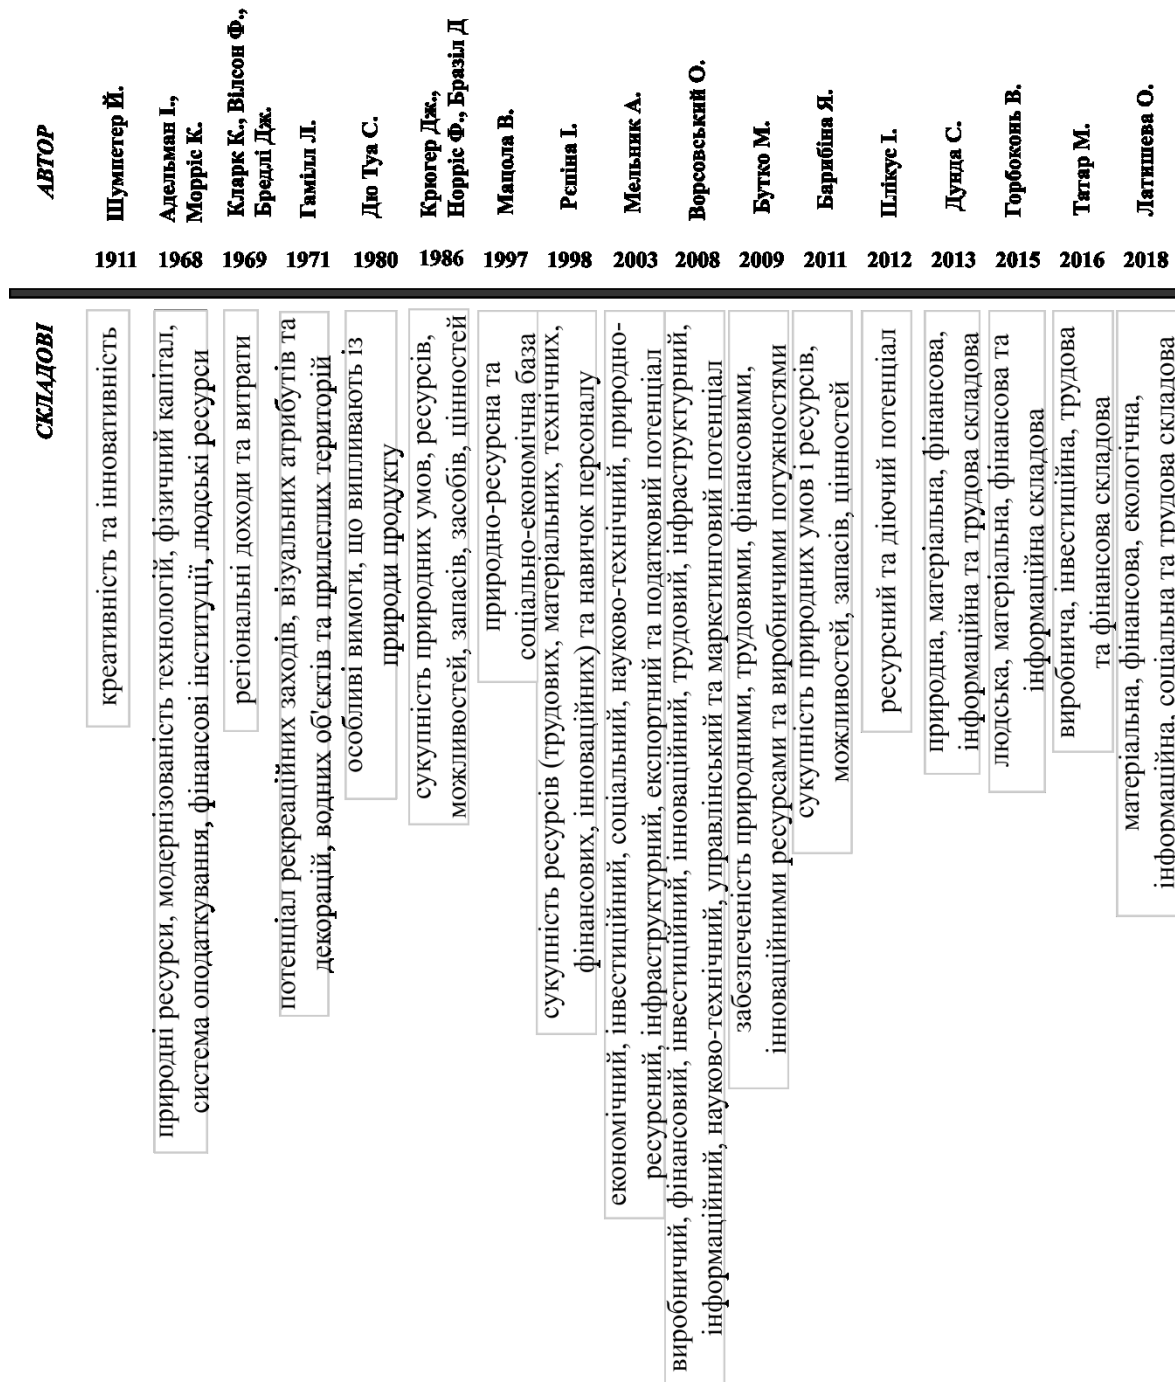 АВТОР
Шумпетер Й.
Адельман І.,
Морріс К.
Кларк К., Вілсон Ф.,
Бредлі Дж.
Гамілл Л.
Дю Туа С.
Крюгер Дж.,
Норріс Ф., Бразіл Д
Мацола В.
Рєпіна І.
Мельник А.
Ворсовський О.
Бутко М.
Барибіна Я.
Плікус І.
Дунда С.
Горбоконь В.
Татар М.
Латишева О.
1911
1968
1969
1971
1980
1986
1997
1998
2003
2008
2009
2011
2012
2013
2015
2016
2018
СКЛАДОВІ
креативність та інновативність
природні ресурси, модернізованість технологій, фізичний капітал,
система оподаткування, фінансові інституції, людські ресурси
регіональні доходи та витрати
потенціал рекреаційних заходів, візуальних атрибутів та
декорацій, водних об'єктів та прилеглих територій
особливі вимоги, що випливають із
природи продукту
сукупність природних умов, ресурсів,
можливостей, запасів, засобів, цінностей
природно-ресурсна та
соціально-економічна база
сукупність ресурсів (трудових, матеріальних, технічних,
фінансових, інноваційних) та навичок персоналу
економічний, інвестиційний, соціальний, науково-технічний, природно-
ресурсний, інфраструктурний, експортний та податковий потенціал
виробничий, фінансовий, інвестиційний, інноваційний, трудовий, інфраструктурний,
інформаційний, науково-технічний, управлінський та маркетинговий потенціал
забезпеченість природними, трудовими, фінансовими,
інноваційними ресурсами та виробничими потужностями
сукупність природних умов і ресурсів,
можливостей, запасів, цінностей
ресурсний та діючий потенціал
природна, матеріальна, фінансова,
інформаційна та трудова складова
людська, матеріальна, фінансова та
інформаційна складова
виробнича, інвестиційна, трудова
та фінансова складова
матеріальна, фінансова, екологічна,
інформаційна, соціальна та трудова складова